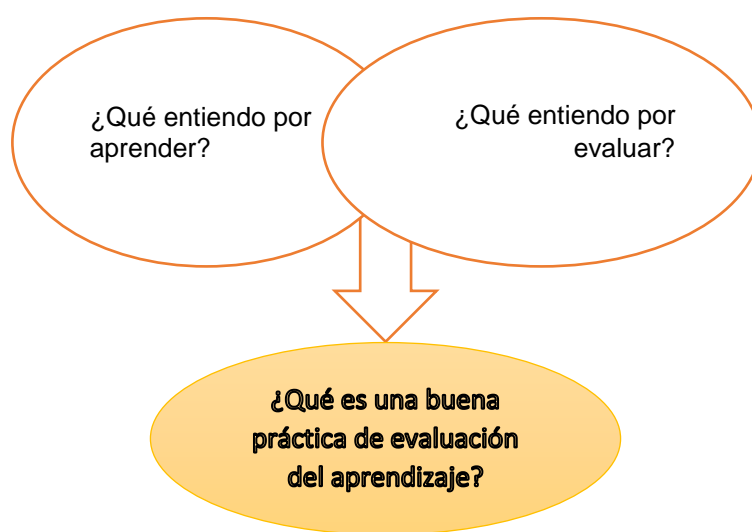 ¿Qué entiendo por
aprender?
¿Qué entiendo por
evaluar?
¿Qué es una buena
práctica de evaluación
del aprendizaje?